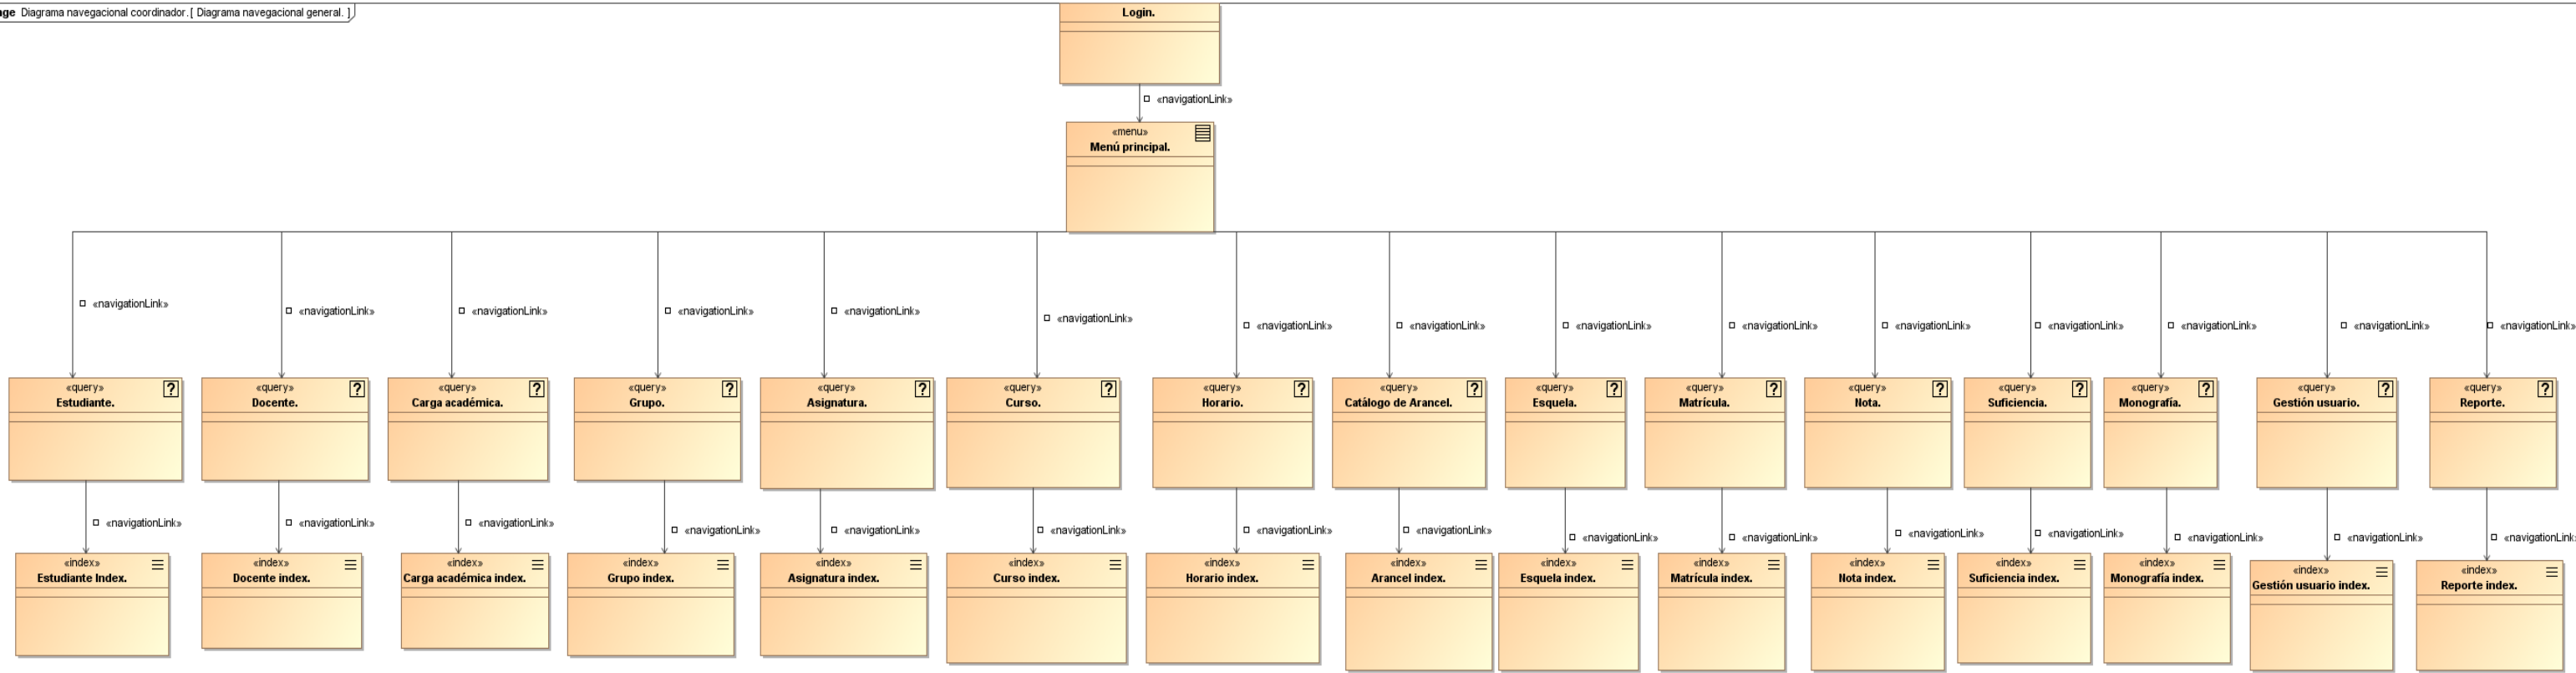 Diagrama navegacional coordinador.[ Diagrama navegacional general. ]
Login.
«navigationLink»
«menu»
Menú principal.
«navigationLink» «navigationLink» «navigationLink» «navigationLink» «navigationLink» «navigationLink» «navigationLink» «navigationLink» «navigationLink» «navigationLink» «navigationLink» «navigationLink» «navigationLink» «navigationLink» «navigationLink»
«query» «query» «query» «query» «query» «query» «query» «query» «query» «query» «query» «query» «query» «query» «query»
Estudiante. Docente. Carga académica. Grupo. Asignatura. Curso. Horario. Catálogo de Arancel. Esquela. Matrícula. Nota. Suficiencia. Monografía. Gestión usuario. Reporte.
«navigationLink» «navigationLink» «navigationLink» «navigationLink» «navigationLink» «navigationLink» «navigationLink» «navigationLink» «navigationLink» «navigationLink» «navigationLink» «navigationLink» «navigationLink» «navigationLink» «navigationLink
«index» «index» «index» «index» «index» «index» «index» «index» «index» «index» «index» «index» «index» «index» «index»
Estudiante Index. Docente index. Carga académica index. Grupo index. Asignatura index. Curso index. Horario index. Arancel index. Esquela index. Matrícula index. Nota index. Suficiencia index. Monografía index. Gestión usuario index. Reporte index.